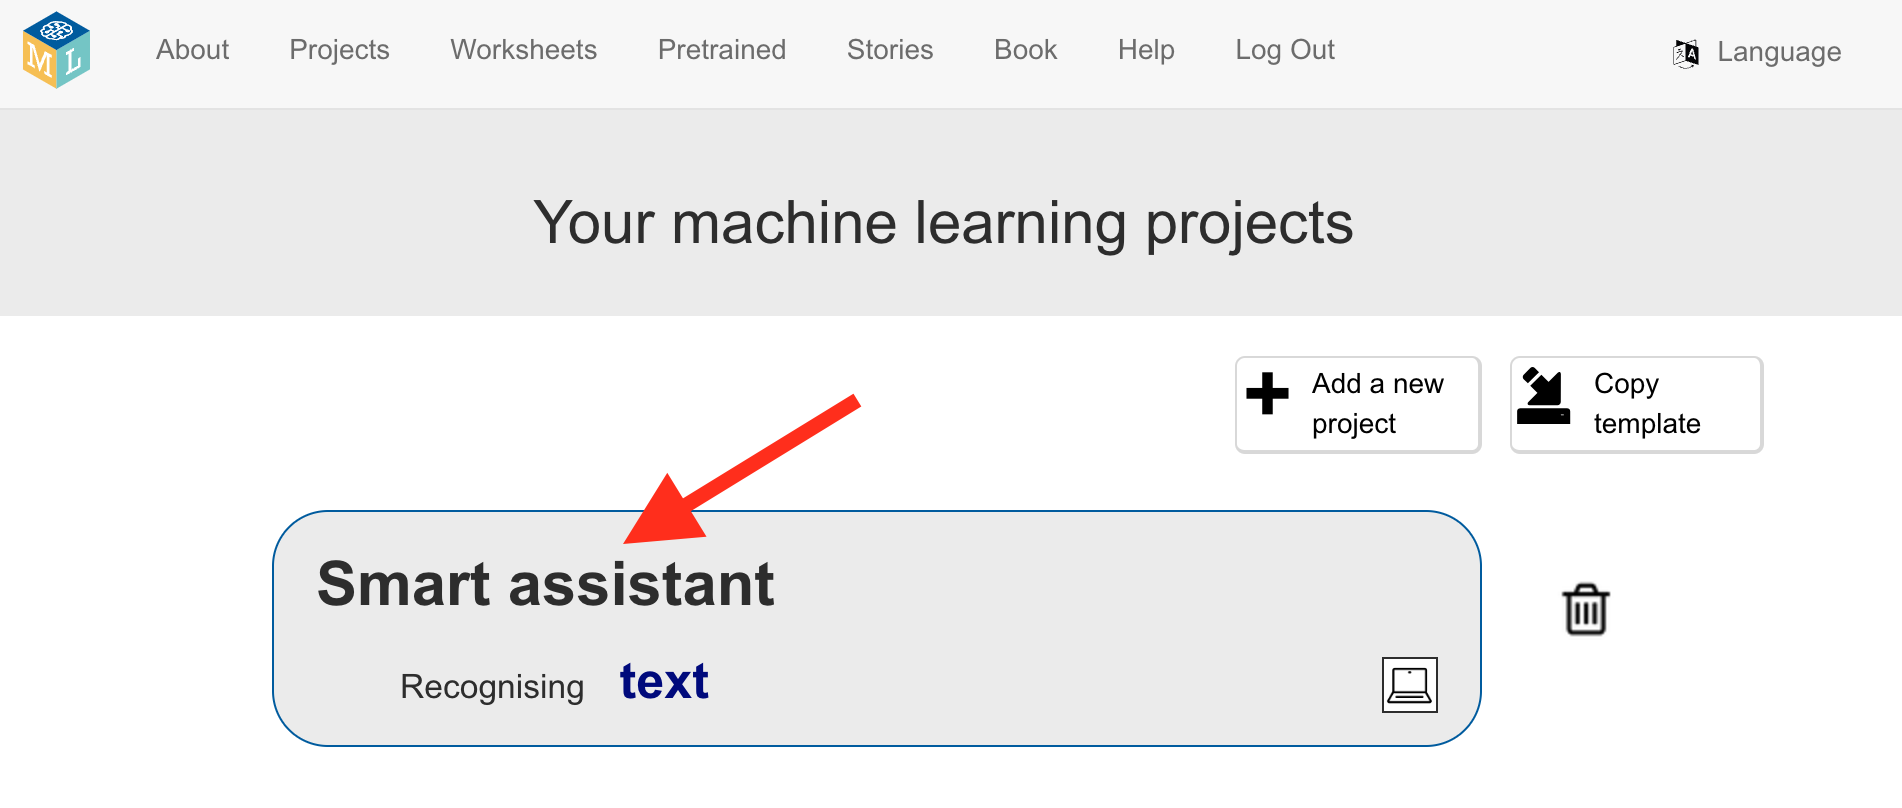 ML
About Projects Worksheets Pretrained Stories Book Help Log Out Language
Your machine learning projects
Add a new
project
Copy
template
Smart assistant
Recognising text